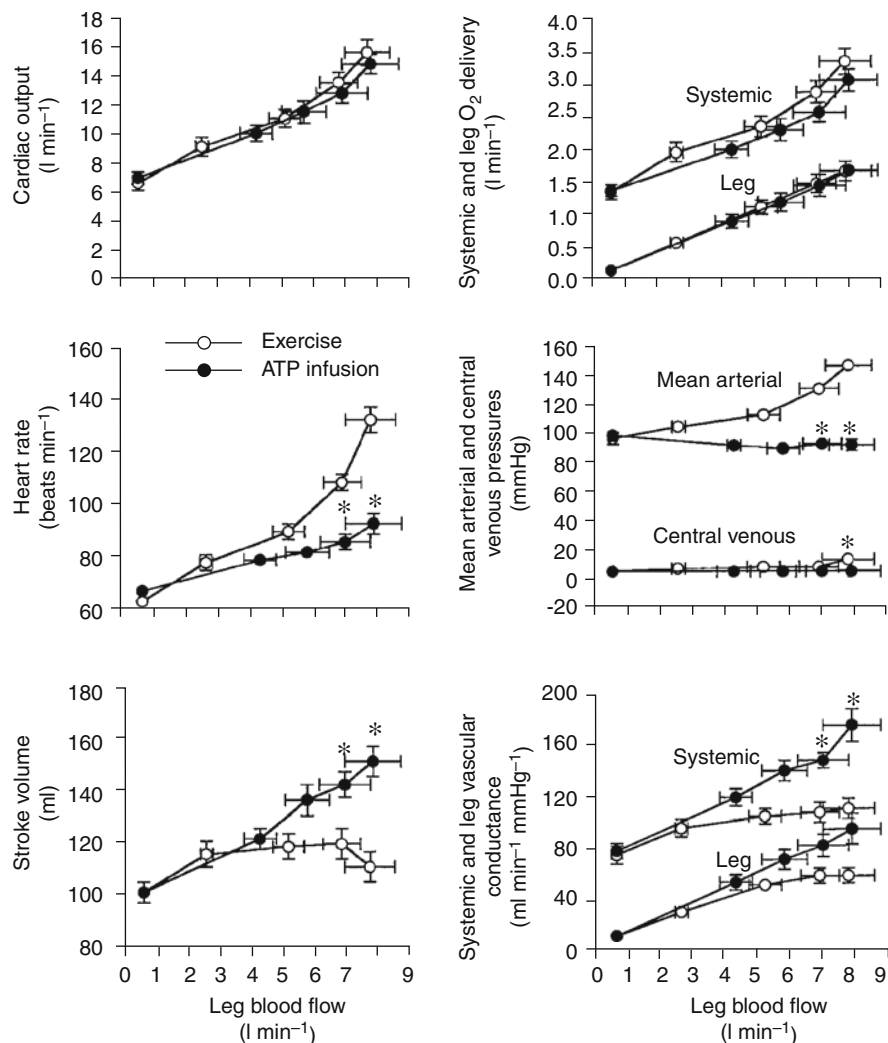 Cardiac output
(l min⁻¹)
18
16
14
12
10
8
6
4
2
0
Systemic and leg O₂ delivery
(l min⁻¹)
4.0
3.0
2.5
2.0
1.5
1.0
0.5
0.0
Systemic
Leg
Heart rate
(beats min⁻¹)
160
140
120
100
80
60
Exercise
ATP infusion
*
*
Mean arterial and central
venous pressures
(mmHg)
160
140
120
100
80
60
40
20
0
-20
Mean arterial
*
*
Central venous
*
Stroke volume
(ml)
180
160
140
120
100
80
*
*
0 1 2 3 4 5 6 7 9
Leg blood flow
(l min⁻¹)
Systemic and leg vascular
conductance
(ml min⁻¹ mmHg⁻¹)
200
160
120
80
40
0
Systemic
*
*
Leg
0 1 2 3 4 5 6 7 8 9
Leg blood flow
(l min⁻¹)